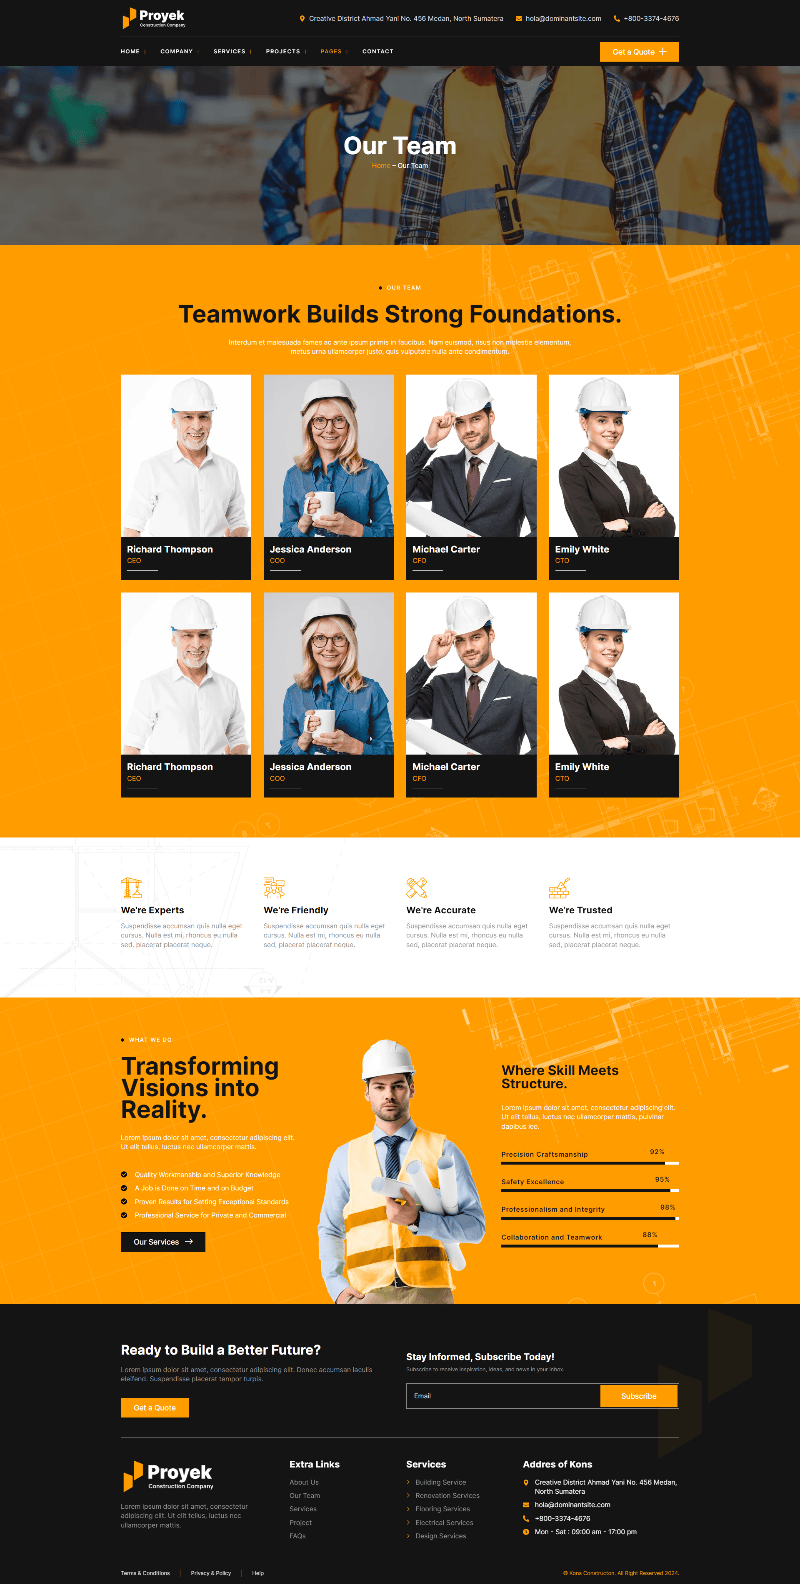 Proyek
Construction Company
Creative District Ahmad Yani No. 456 Medan, North Sumatera
hola@dominantsite.com
+800-3374-4676
HOME
COMPANY
SERVICES
PROJECTS
PAGES
CONTACT
Get a Quote
Our Team
Home – Our Team
OUR TEAM
Teamwork Builds Strong Foundations.
Interdum et malesuada fames ac ante ipsum primis in faucibus. Nam euismod, risus non molestie elementum,
metus urna ullamcorper justo, quis vulputate nulla ante condimentum.
Richard Thompson
CEO
Jessica Anderson
COO
Michael Carter
CFO
Emily White
CTO
Richard Thompson
CEO
Jessica Anderson
COO
Michael Carter
CFO
Emily White
CTO
We're Experts
Suspendisse accumsan quis nulla eget
cursus. Nulla est mi, rhoncus eu nulla
sed, placerat placerat neque.
We're Friendly
Suspendisse accumsan quis nulla eget
cursus. Nulla est mi, rhoncus eu nulla
sed, placerat placerat neque.
We're Accurate
Suspendisse accumsan quis nulla eget
cursus. Nulla est mi, rhoncus eu nulla
sed, placerat placerat neque.
We're Trusted
Suspendisse accumsan quis nulla eget
cursus. Nulla est mi, rhoncus eu nulla
sed, placerat placerat neque.
WHAT WE DO
Transforming
Visions into
Reality.
Lorem ipsum dolor sit amet, consectetur adipiscing elit.
Ut elit tellus, luctus nec ullamcorper mattis.
Quality Workmanship and Superior Knowledge
A Job is Done on Time and on Budget
Proven Results for Setting Exceptional Standards
Professional Service for Private and Commercial
Our Services
Where Skill Meets
Structure.
Lorem ipsum dolor sit amet, consectetur adipiscing elit.
Ut elit tellus, luctus nec ullamcorper mattis, pulvinar
dapibus leo.
Precision Craftsmanship
92%
Safety Excellence
95%
Professionalism and Integrity
98%
Collaboration and Teamwork
88%
Ready to Build a Better Future?
Lorem ipsum dolor sit amet, consectetur adipiscing elit. Donec accumsan iaculis
eleifend. Suspendisse placerat tempor turpis.
Get a Quote
Stay Informed, Subscribe Today!
Subscribe to receive inspiration, ideas, and news in your inbox.
Email
Subscribe
Proyek
Construction Company
Lorem ipsum dolor sit amet, consectetur
adipiscing elit. Ut elit tellus, luctus nec
ullamcorper mattis.
Extra Links
About Us
Our Team
Services
Project
FAQs
Services
Building Service
Renovation Services
Flooring Services
Electrical Services
Design Services
Addres of Kons
Creative District Ahmad Yani No. 456 Medan,
North Sumatera
hola@dominantsite.com
+800-3374-4676
Mon - Sat : 09:00 am - 17:00 pm
Terms & Conditions
Privacy & Policy
Help
© Kons Constructon. All Right Reserved 2024.